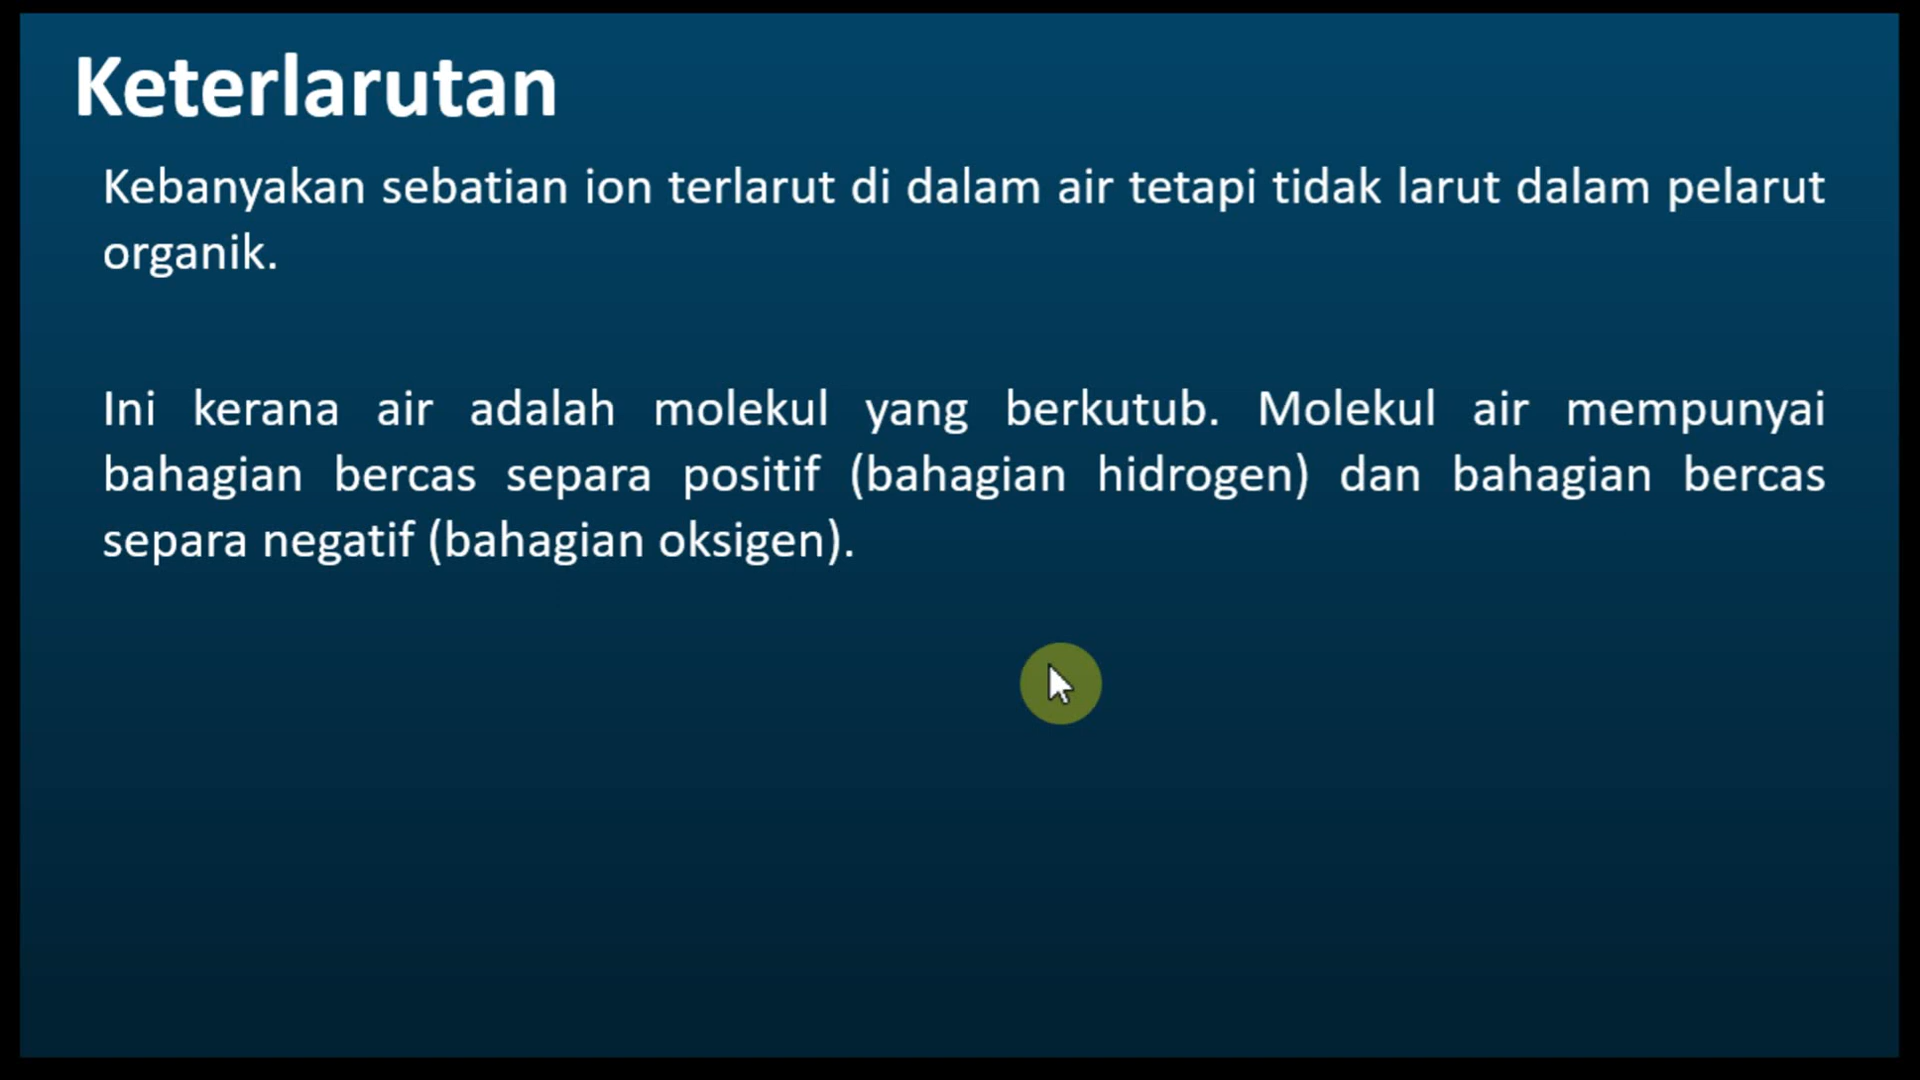 Keterlarutan
Kebanyakan sebatian ion terlarut di dalam air tetapi tidak larut dalam pelarut
organik.
Ini kerana air adalah molekul yang berkutub. Molekul air mempunyai
bahagian bercas separa positif (bahagian hidrogen) dan bahagian bercas
separa negatif (bahagian oksigen).